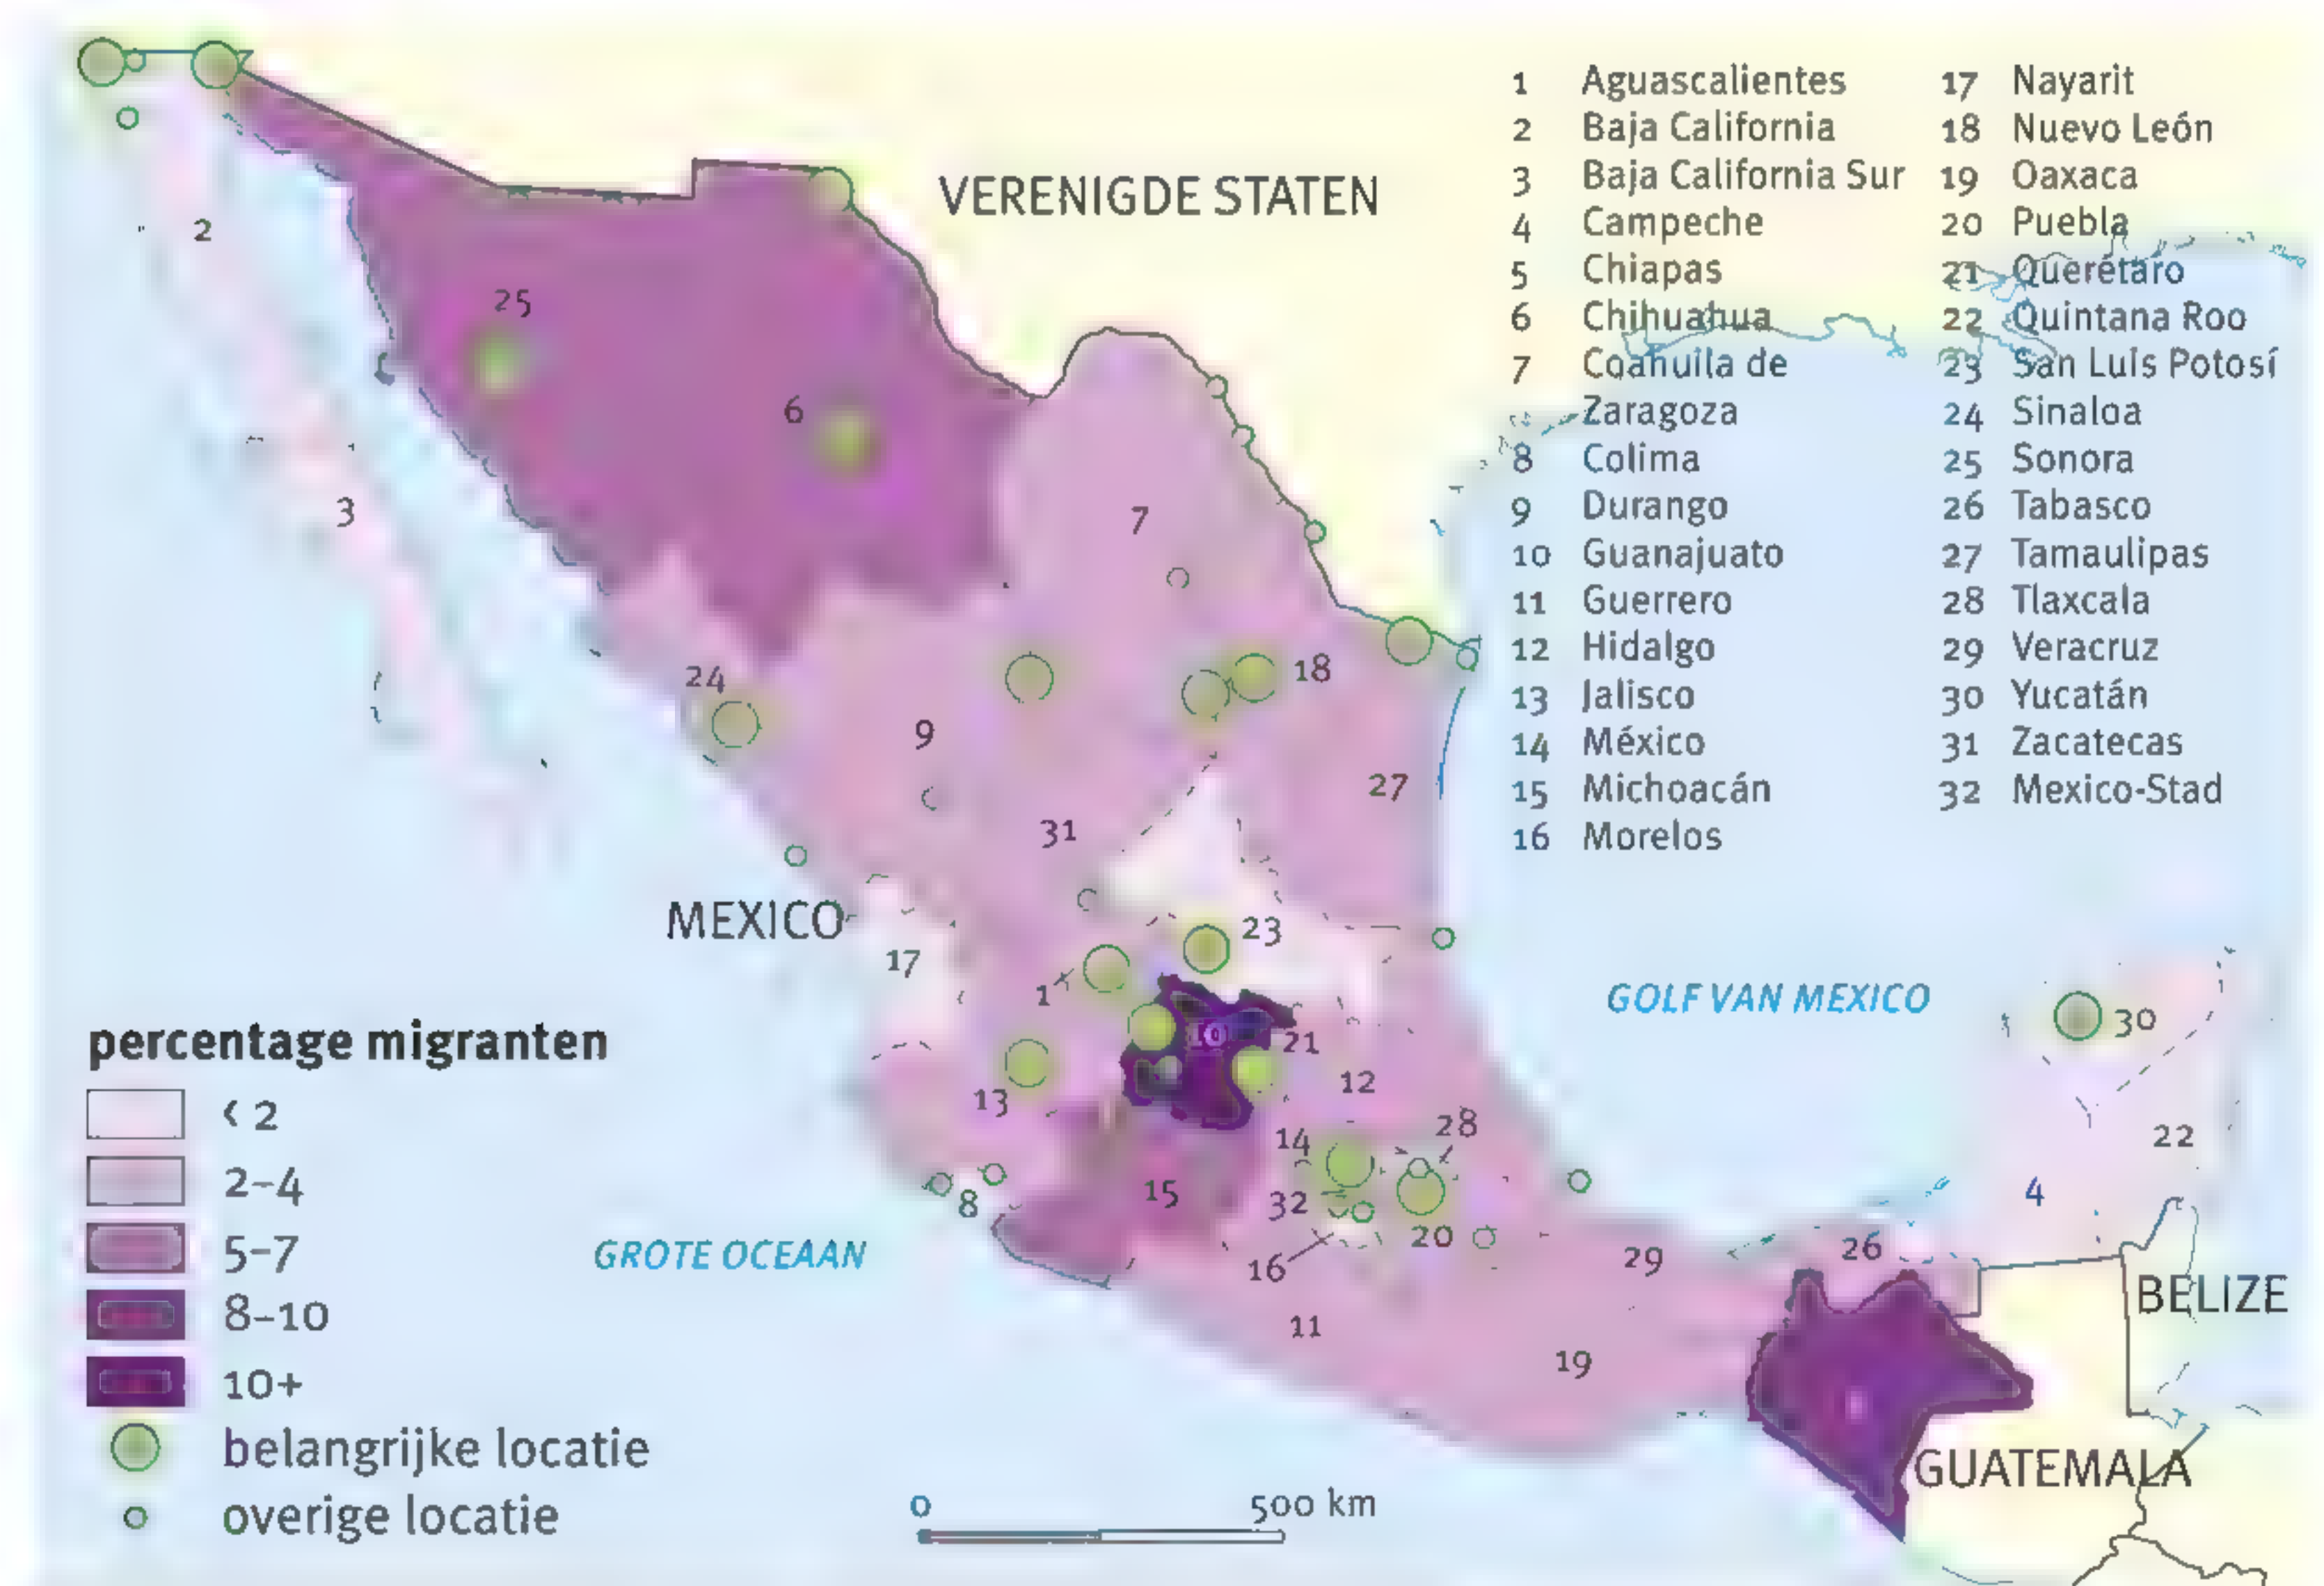 VERENIGDE STATEN
1 Aguascalientes
2 Baja California
3 Baja California Sur
4 Campeche
5 Chiapas
6 Chihuahua
7 Coahuila de
Zaragoza
8 Colima
9 Durango
10 Guanajuato
11 Guerrero
12 Hidalgo
13 Jalisco
14 México
15 Michoacán
16 Morelos
17 Nayarit
18 Nuevo León
19 Oaxaca
20 Puebla
21 Querétaro
22 Quintana Roo
23 San Luis Potosí
24 Sinaloa
25 Sonora
26 Tabasco
27 Tamaulipas
28 Tlaxcala
29 Veracruz
30 Yucatán
31 Zacatecas
32 Mexico-Stad
2
25
6
3
7
24
18
9
27
31
MEXICO
23
17
1
GOLF VAN MEXICO
30
21
12
13
28
14
22
15
32
8
4
20
26
29
GROTE OCEAAN
16
BELIZE
11
19
GUATEMALA
percentage migranten
< 2
2-4
5-7
8-10
10+
belangrijke locatie
overige locatie
0 500 km